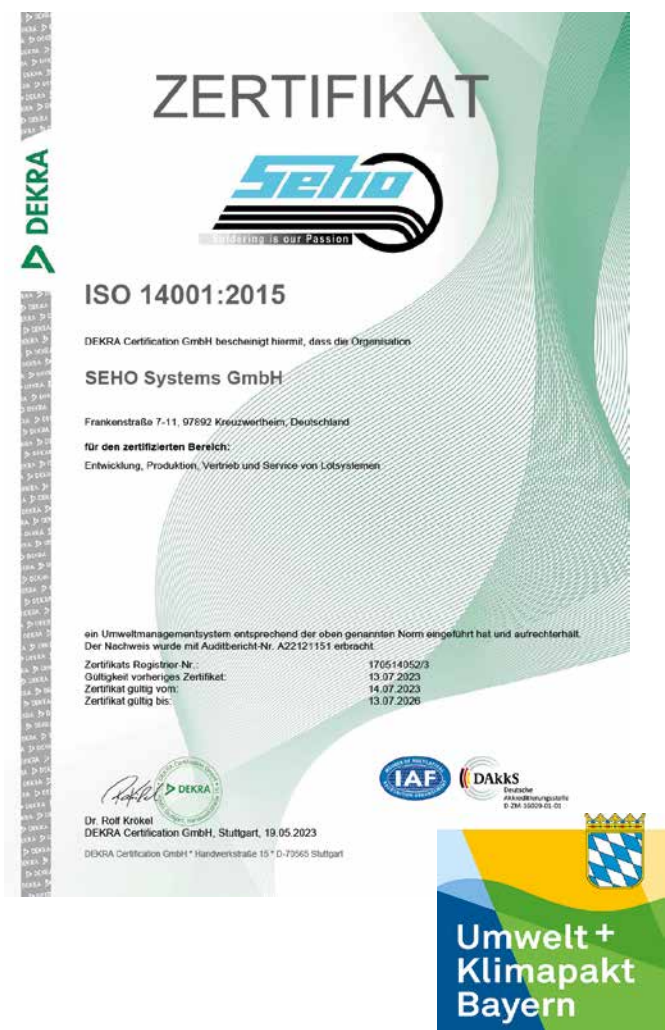 ZERTIFIKAT
DEKRA
Seho
Soldering is our Passion
ISO 14001:2015
DEKRA Certification GmbH bescheinigt hiermit, dass die Organisation
SEHO Systems GmbH
Frankenstraße 7-11, 97892 Kreuzwertheim, Deutschland
für den zertifizierten Bereich:
Entwicklung, Produktion, Vertrieb und Service von Lötsystemen
ein Umweltmanagementsystem entsprechend der oben genannten Norm eingeführt hat und aufrechterhält.
Der Nachweis wurde mit Auditbericht-Nr. A22121151 erbracht.
Zertifikats Registrier-Nr.: 170514052/3
Gültigkeit vorheriges Zertifikat: 13.07.2023
Zertifikat gültig vom: 14.07.2023
Zertifikat gültig bis: 13.07.2026
DEKRA
IAF
DAkkS
Deutsche
Akkreditierungsstelle
D-ZM-16029-01-01
Dr. Rolf Krökel
DEKRA Certification GmbH, Stuttgart, 19.05.2023
DEKRA Certification GmbH * Handwerkstraße 15 * D-70565 Stuttgart
Umwelt +
Klimapakt
Bayern